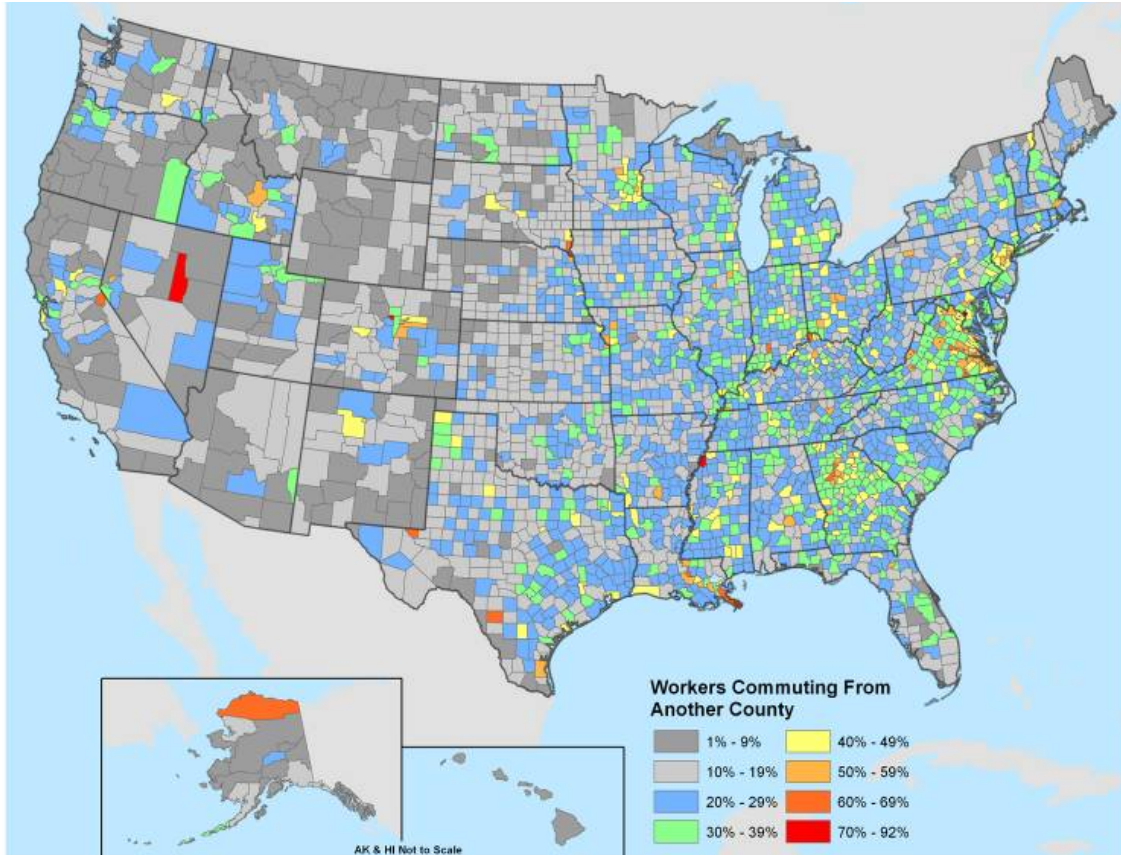 Workers Commuting From
Another County
1% - 9%
10% - 19%
20% - 29%
30% - 39%
40% - 49%
50% - 59%
60% - 69%
70% - 92%
AK & HI Not to Scale